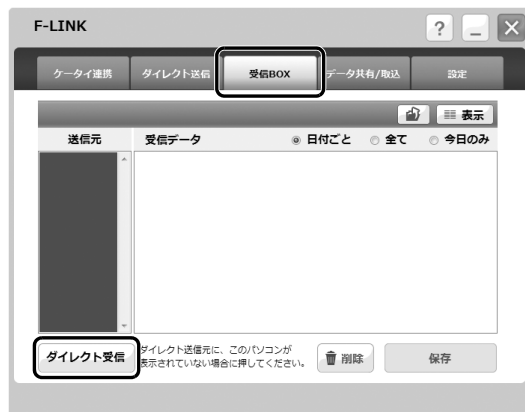 F-LINK
? _ X
ケータイ連携 ダイレクト送信 受信BOX データ共有/取込 設定
表示
送信元 受信データ 日付ごと 全て 今日のみ
ダイレクト受信
ダイレクト送信元に、このパソコンが
表示されていない場合に押してください。
削除 保存